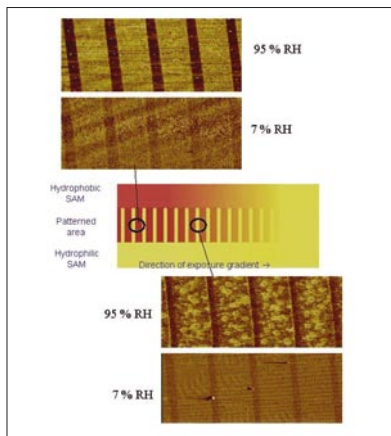 95 % RH
7 % RH
Hydrophobic
SAM
Patterned
area
Hydrophilic
SAM
Direction of exposure gradient →
95 % RH
7 % RH